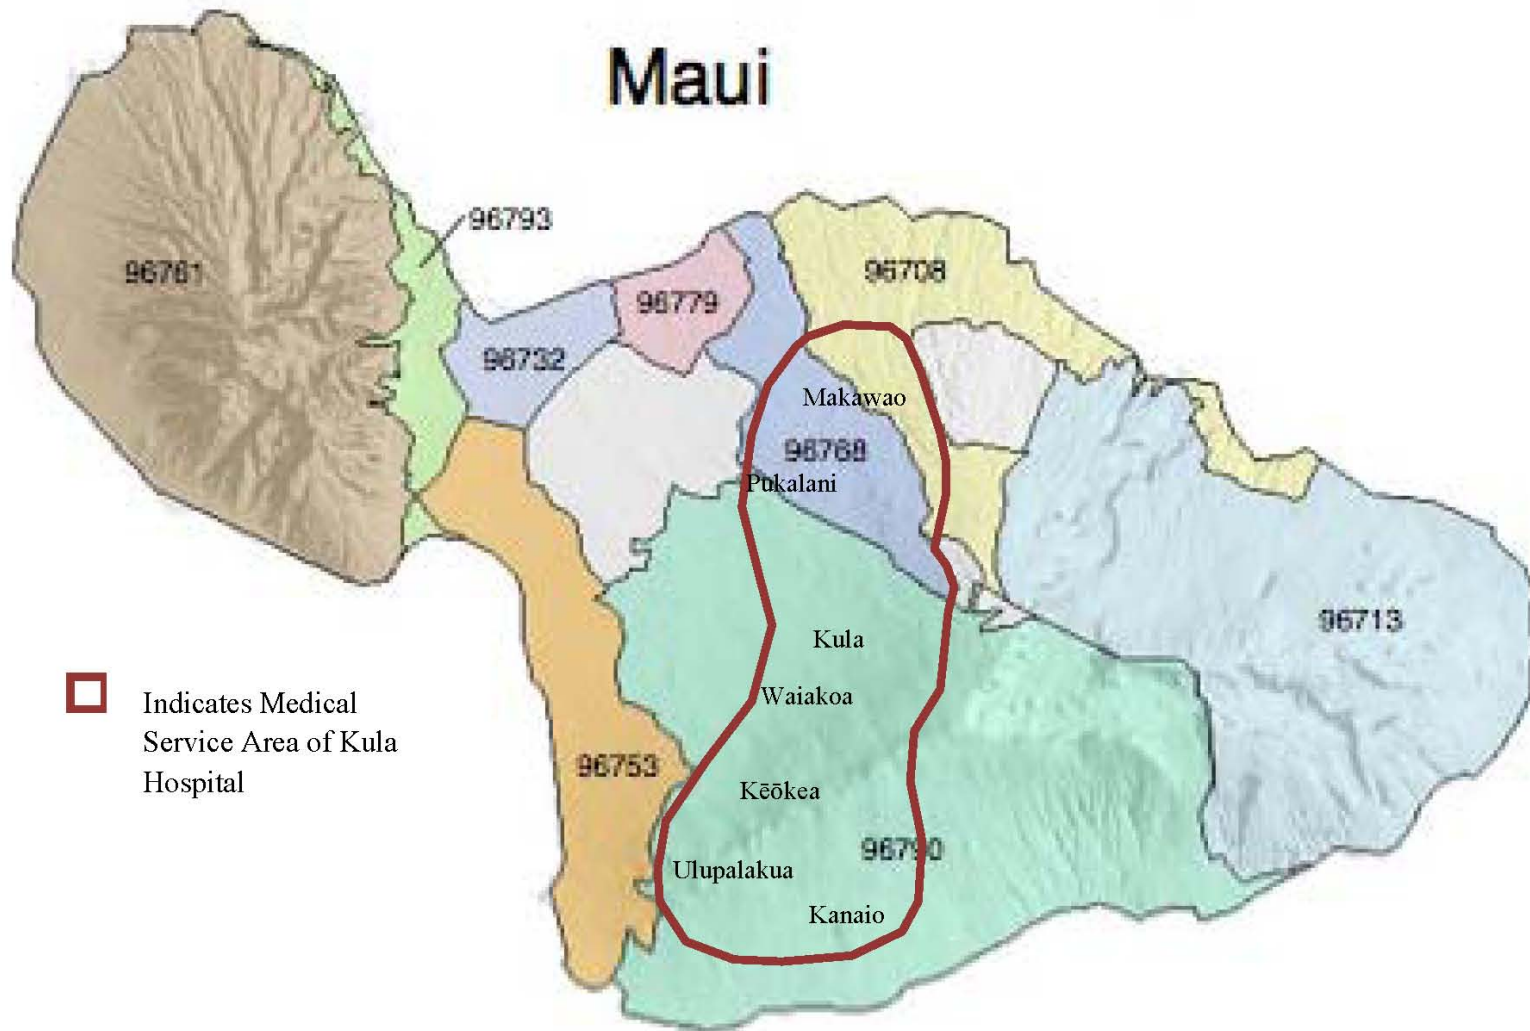 Maui
96793
96761
96708
96779
96732
Makawao
96768
Pukalani
96713
Kula
Waiakoa
Indicates Medical
Service Area of Kula
Hospital
96753
Kēōkea
96790
Ulupalakua
Kanaio